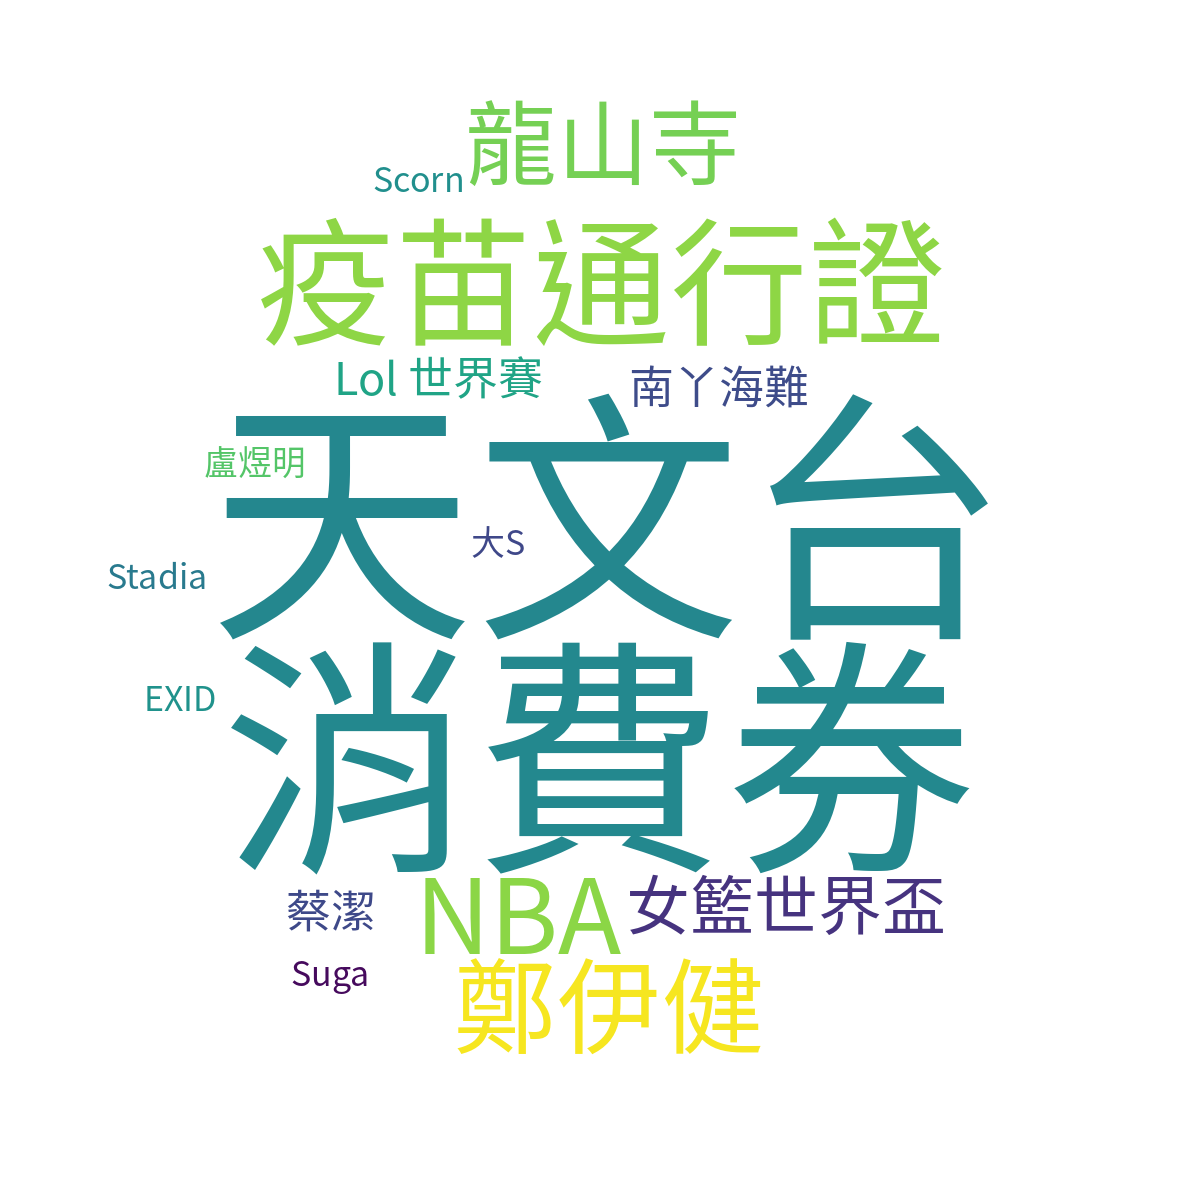 龍山寺
Scorn
疫苗通行證
Lol 世界賽
南丫海難
天文台
盧煜明
大S
Stadia
消費券
EXID
蔡潔
NBA
女籃世界盃
Suga
鄭伊健